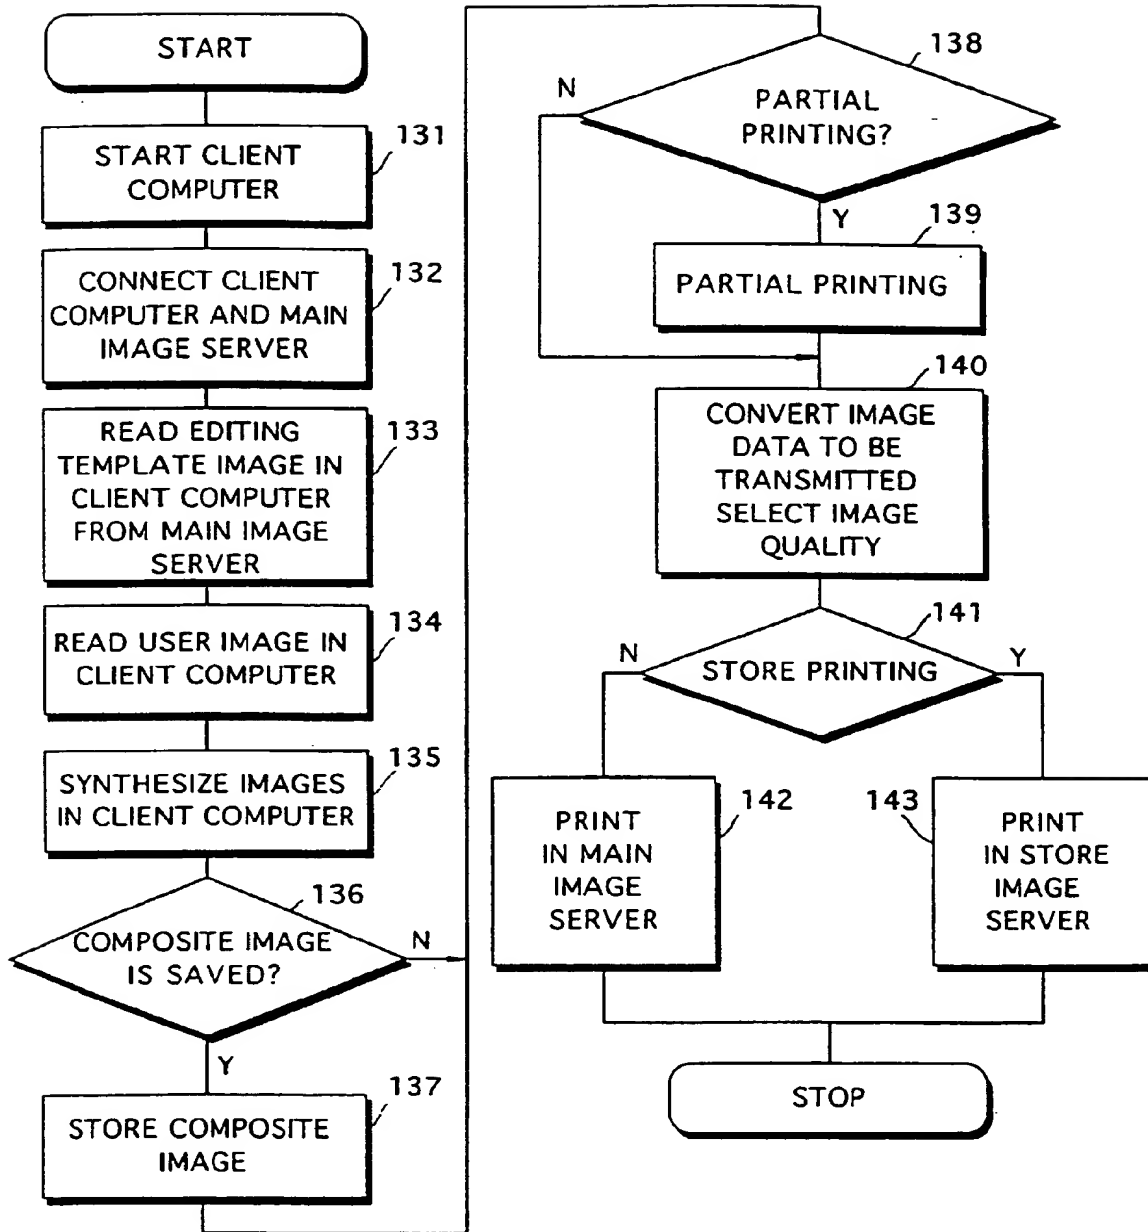 START
131
START CLIENT
COMPUTER
132
CONNECT CLIENT
COMPUTER AND MAIN
IMAGE SERVER
133
READ EDITING
TEMPLATE IMAGE IN
CLIENT COMPUTER
FROM MAIN IMAGE
SERVER
134
READ USER IMAGE IN
CLIENT COMPUTER
135
SYNTHESIZE IMAGES
IN CLIENT COMPUTER
136
COMPOSITE IMAGE
IS SAVED?
N
Y
137
STORE COMPOSITE
IMAGE
138
N
PARTIAL
PRINTING?
Y
139
PARTIAL PRINTING
140
CONVERT IMAGE
DATA TO BE
TRANSMITTED
SELECT IMAGE
QUALITY
141
N
Y
STORE PRINTING
142
PRINT
IN MAIN
IMAGE
SERVER
143
PRINT
IN STORE
IMAGE
SERVER
STOP